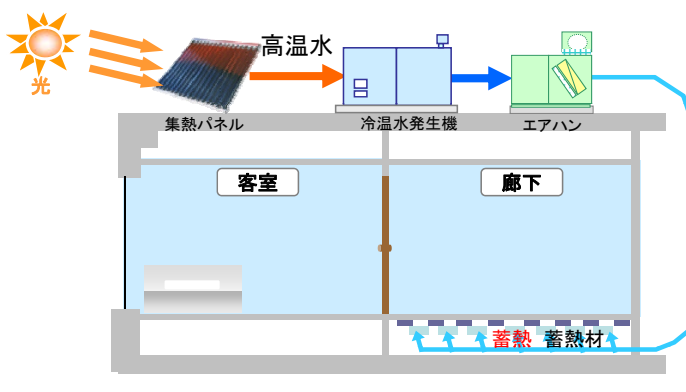 高温水
光
集熱パネル
冷温水発生機
エアハン
客室
廊下
蓄熱 蓄熱材